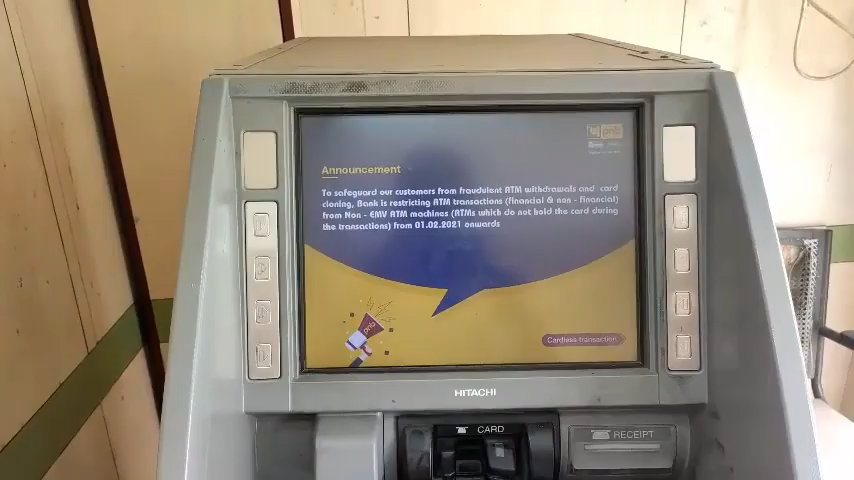 pnb
Announcement
To safeguard our customers from fraudulent ATM withdrawals and card
cloning, Bank is restricting ATM transactions (financial & non - financial)
from Non - EMV ATM machines (ATMs which do not hold the card during
the transactions) from 01.02.2021 onwards
pnb
Cardless transaction
HITACHI
CARD
RECEIPT